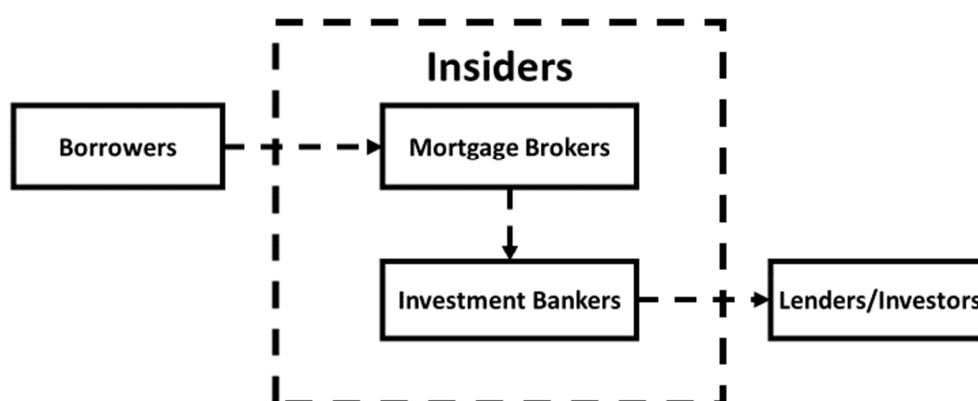 Insiders
Borrowers
Mortgage Brokers
Investment Bankers
Lenders/Investors